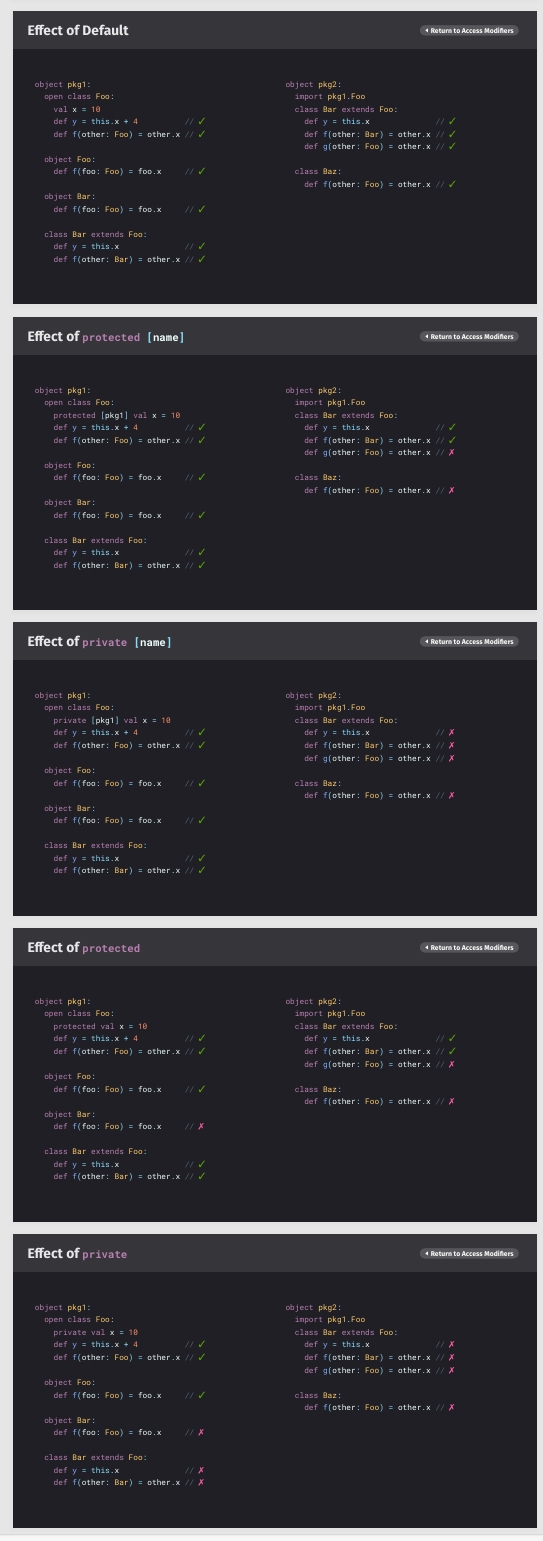 Effect of Default
Return to Access Modifiers
object pkg1:
open class Foo:
val x = 10
def y = this.x + 4 // ✓
def f(other: Foo) = other.x // ✓
object Foo:
def f(foo: Foo) = foo.x // ✓
object Bar:
def f(foo: Foo) = foo.x // ✓
class Bar extends Foo:
def y = this.x // ✓
def f(other: Bar) = other.x // ✓
object pkg2:
import pkg1.Foo
class Bar extends Foo:
def y = this.x // ✓
def f(other: Bar) = other.x // ✓
def g(other: Foo) = other.x // ✓
class Baz:
def f(other: Foo) = other.x // ✓
Effect of protected [name]
Return to Access Modifiers
object pkg1:
open class Foo:
protected [pkg1] val x = 10
def y = this.x + 4 // ✓
def f(other: Foo) = other.x // ✓
object Foo:
def f(foo: Foo) = foo.x // ✓
object Bar:
def f(foo: Foo) = foo.x // ✓
class Bar extends Foo:
def y = this.x // ✓
def f(other: Bar) = other.x // ✓
object pkg2:
import pkg1.Foo
class Bar extends Foo:
def y = this.x // ✓
def f(other: Bar) = other.x // ✓
def g(other: Foo) = other.x // ✗
class Baz:
def f(other: Foo) = other.x // ✗
Effect of private [name]
Return to Access Modifiers
object pkg1:
open class Foo:
private [pkg1] val x = 10
def y = this.x + 4 // ✓
def f(other: Foo) = other.x // ✓
object Foo:
def f(foo: Foo) = foo.x // ✓
object Bar:
def f(foo: Foo) = foo.x // ✓
class Bar extends Foo:
def y = this.x // ✓
def f(other: Bar) = other.x // ✓
object pkg2:
import pkg1.Foo
class Bar extends Foo:
def y = this.x // ✗
def f(other: Bar) = other.x // ✗
def g(other: Foo) = other.x // ✗
class Baz:
def f(other: Foo) = other.x // ✗
Effect of protected
Return to Access Modifiers
object pkg1:
open class Foo:
protected val x = 10
def y = this.x + 4 // ✓
def f(other: Foo) = other.x // ✓
object Foo:
def f(foo: Foo) = foo.x // ✓
object Bar:
def f(foo: Foo) = foo.x // ✗
class Bar extends Foo:
def y = this.x // ✓
def f(other: Bar) = other.x // ✓
object pkg2:
import pkg1.Foo
class Bar extends Foo:
def y = this.x // ✓
def f(other: Bar) = other.x // ✓
def g(other: Foo) = other.x // ✗
class Baz:
def f(other: Foo) = other.x // ✗
Effect of private
Return to Access Modifiers
object pkg1:
open class Foo:
private val x = 10
def y = this.x + 4 // ✓
def f(other: Foo) = other.x // ✓
object Foo:
def f(foo: Foo) = foo.x // ✓
object Bar:
def f(foo: Foo) = foo.x // ✗
class Bar extends Foo:
def y = this.x // ✗
def f(other: Bar) = other.x // ✗
object pkg2:
import pkg1.Foo
class Bar extends Foo:
def y = this.x // ✗
def f(other: Bar) = other.x // ✗
def g(other: Foo) = other.x // ✗
class Baz:
def f(other: Foo) = other.x // ✗